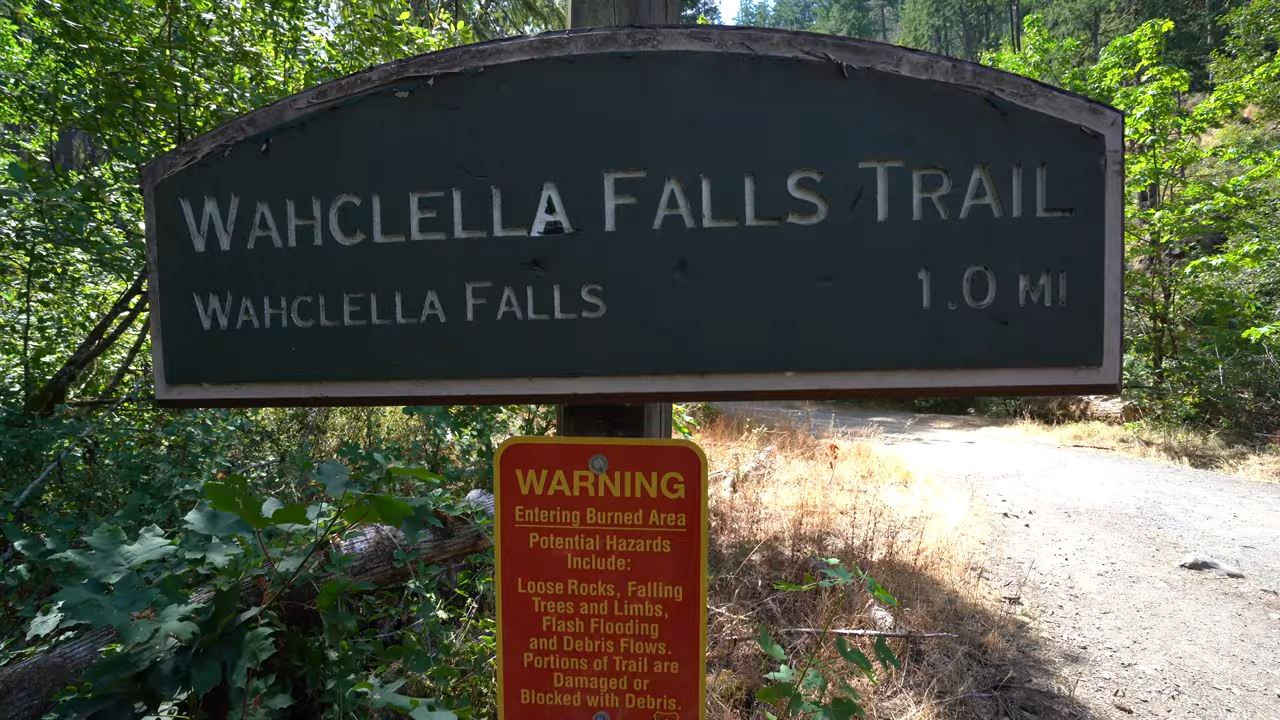 WAHCLELLA FALLS TRAIL
WAHCLELLA FALLS 1.0 MI
WARNING
Entering Burned Area
Potential Hazards
Include:
Loose Rocks, Falling
Trees and Limbs,
Flash Flooding
and Debris Flows.
Portions of Trail are
Damaged or
Blocked with Debris.